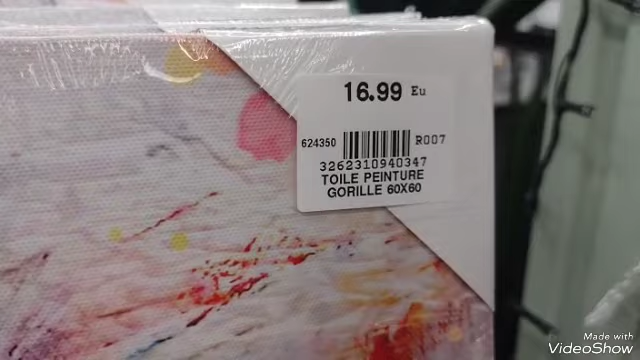 16.99 Eu
624350 R007
3262310940347
TOILE PEINTURE
GORILLE 60X60
Made with
VideoShow